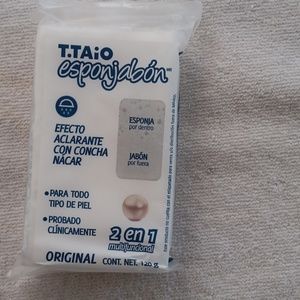 T.TAiO
esponjabón
EFECTO
ACLARANTE
CON CONCHA
NÁCAR
ESPONJA
por dentro
JABÓN
por fuera
• PARA TODO
TIPO DE PIEL
• PROBADO
CLÍNICAMENTE
2 en 1
multifuncional
ORIGINAL CONT. NET. 120 g